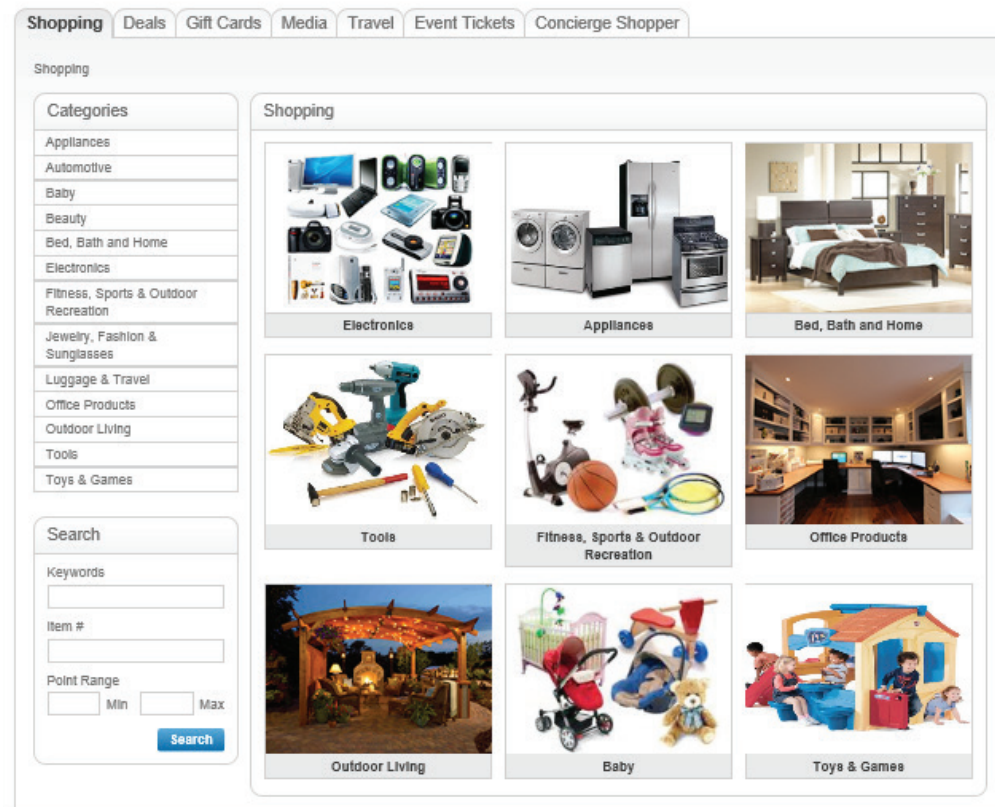 Shopping Deals Gift Cards Media Travel Event Tickets Concierge Shopper
Shopping
Categories
Appliances
Automotive
Baby
Beauty
Bed, Bath and Home
Electronics
Fitness, Sports & Outdoor
Recreation
Jewelry, Fashion &
Sunglasses
Luggage & Travel
Office Products
Outdoor Living
Tools
Toys & Games
Search
Keywords
Item #
Point Range
Min Max
Search
Shopping
Electronics Appliances Bed, Bath and Home
Tools Fitness, Sports & Outdoor
Recreation Office Products
Outdoor Living Baby Toys & Games